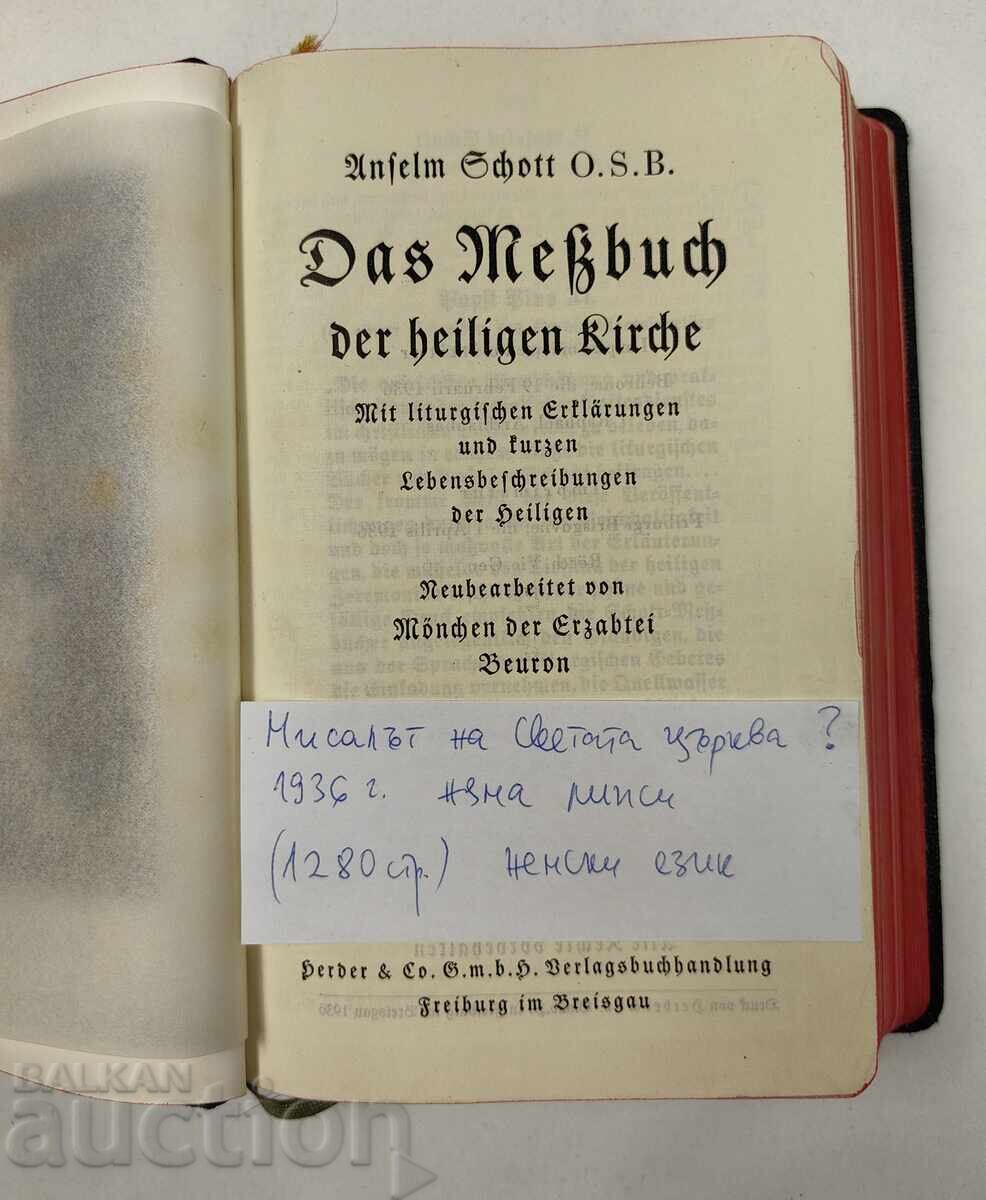 Anselm Schott O.S.B.
Das Meßbuch
der heiligen Kirche
Mit liturgischen Erklärungen
und kurzen
Lebensbeschreibungen
der Heiligen
Neubearbeitet von
Mönchen der Erzabtei
Beuron
Мисалът на Светата църква ?
1936 г. няма липси
(1280 стр.) женски език
Herder & Co. G.m.b.H. Verlagsbuchhandlung
Freiburg im Breisgau
BALKAN
auction